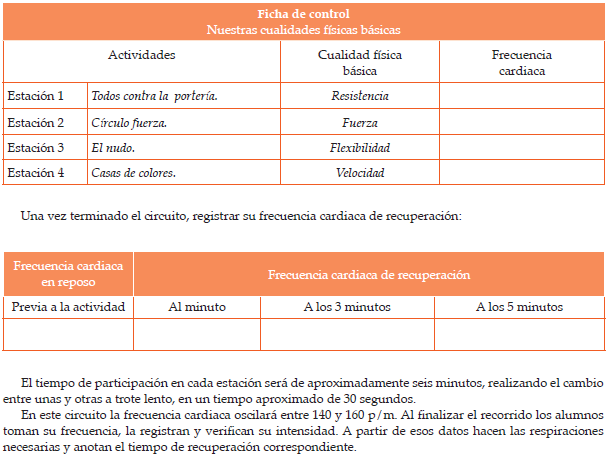 Ficha de control
Nuestras cualidades físicas básicas
Actividades Cualidad física básica Frecuencia cardiaca
Estación 1 Todos contra la portería. Resistencia
Estación 2 Círculo fuerza. Fuerza
Estación 3 El nudo. Flexibilidad
Estación 4 Casas de colores. Velocidad
Una vez terminado el circuito, registrar su frecuencia cardiaca de recuperación:
Frecuencia cardiaca en reposo Frecuencia cardiaca de recuperación
Previa a la actividad Al minuto A los 3 minutos A los 5 minutos
El tiempo de participación en cada estación será de aproximadamente seis minutos, realizando el cambio
entre unas y otras a trote lento, en un tiempo aproximado de 30 segundos.
En este circuito la frecuencia cardiaca oscilará entre 140 y 160 p/m. Al finalizar el recorrido los alumnos
toman su frecuencia, la registran y verifican su intensidad. A partir de esos datos hacen las respiraciones
necesarias y anotan el tiempo de recuperación correspondiente.